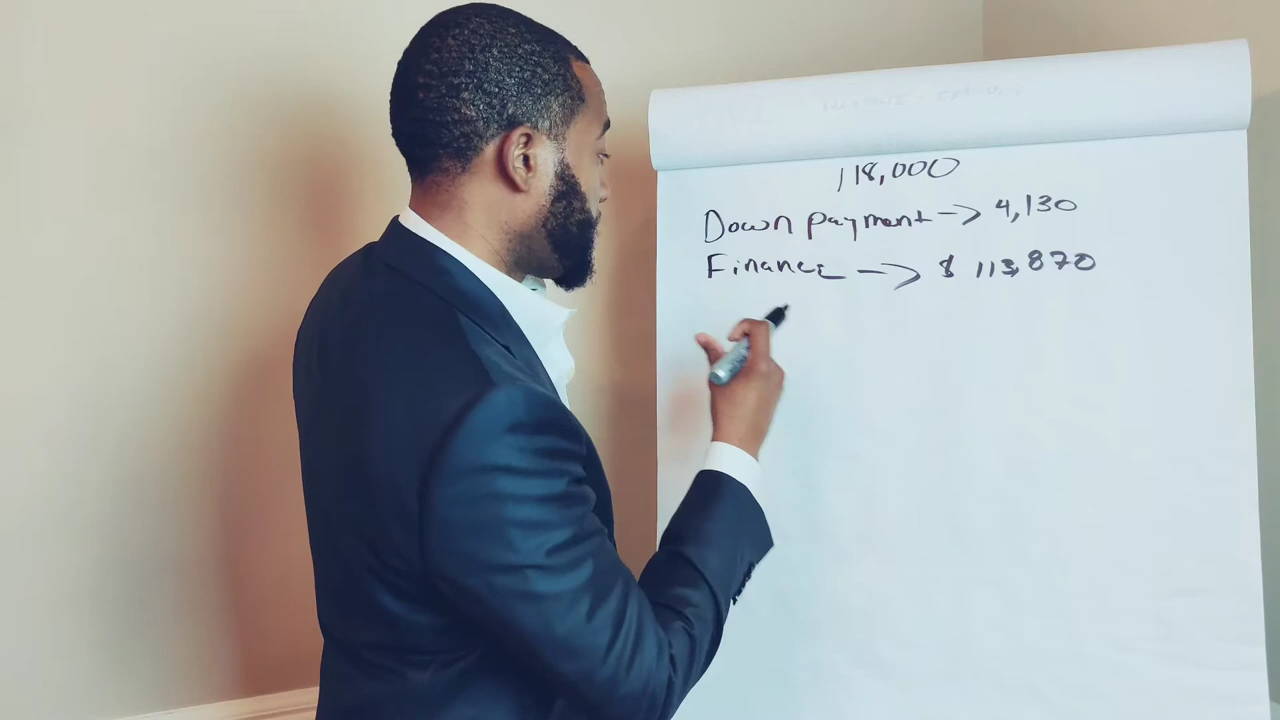 118,000
Down payment -> 4,130
Finance -> $ 113,870